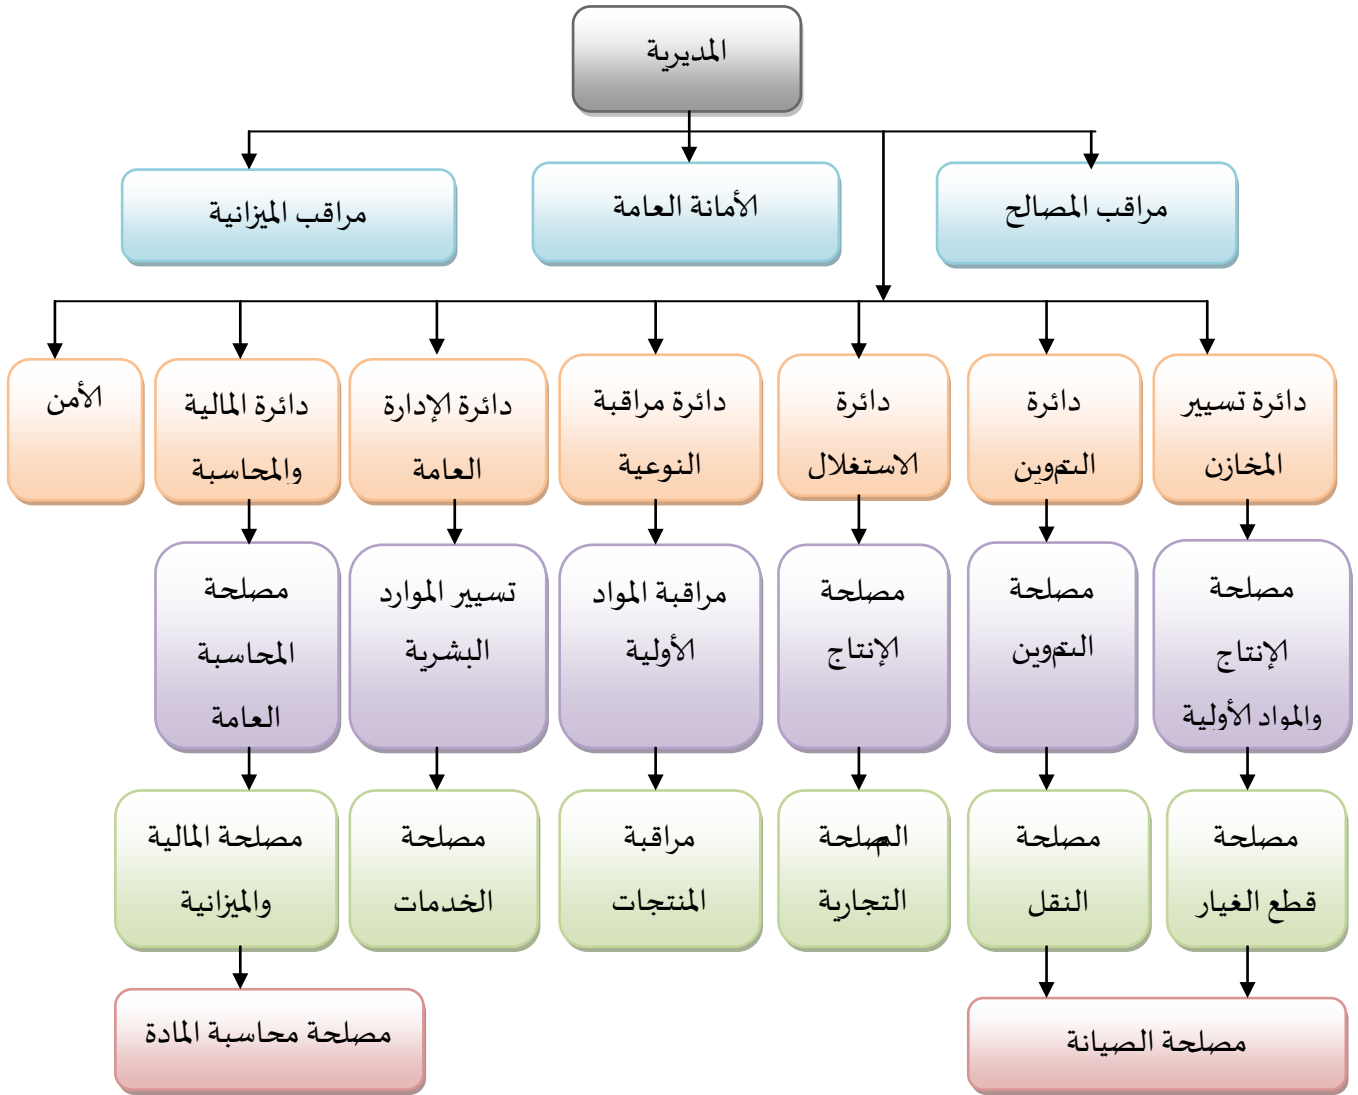 المديرية
مراقب المصالح
الأمانة العامة
مراقب الميزانية
دائرة تسيير
المخازن
دائرة
التموين
دائرة
الاستغلال
دائرة مراقبة
النوعية
دائرة الإدارة
العامة
دائرة المالية
والمحاسبة
الأمن
مصلحة
الإنتاج
والمواد الأولية
مصلحة
التموين
مصلحة
الإنتاج
مراقبة المواد
الأولية
تسيير الموارد
البشرية
مصلحة
المحاسبة
العامة
مصلحة
قطع الغيار
مصلحة
النقل
المصلحة
التجارية
مراقبة
المنتجات
مصلحة
الخدمات
مصلحة المالية
والميزانية
مصلحة الصيانة
مصلحة محاسبة المادة